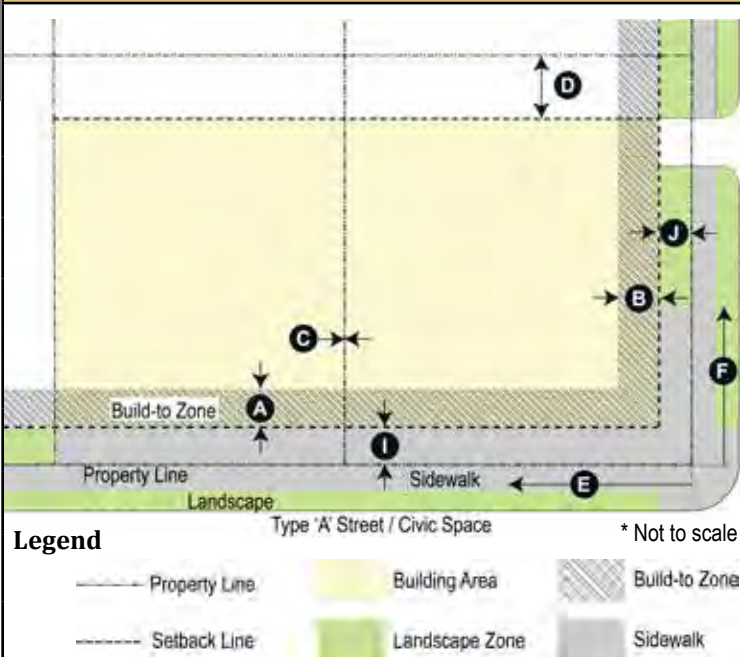 D
J
B
C
F
Build-to Zone
A
I
Property Line
Sidewalk
E
Landscape
Type 'A' Street / Civic Space
Legend
* Not to scale
Property Line
Building Area
Build-to Zone
Setback Line
Landscape Zone
Sidewalk